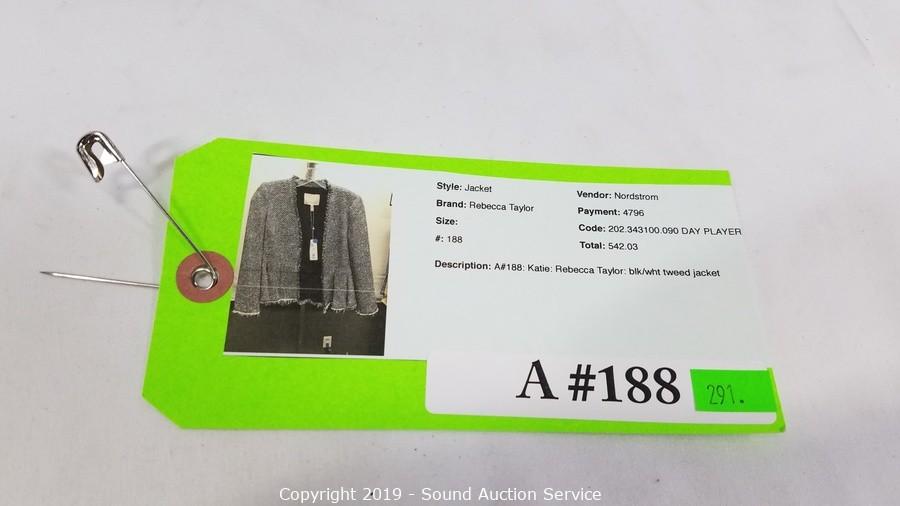 Style: Jacket
Brand: Rebecca Taylor
Size:
#: 188
Vendor: Nordstrom
Payment: 4796
Code: 202.343100.090 DAY PLAYER
Total: 542.03
Description: A#188: Katie: Rebecca Taylor: blk/wht tweed jacket
A #188
291.
Copyright 2019 - Sound Auction Service